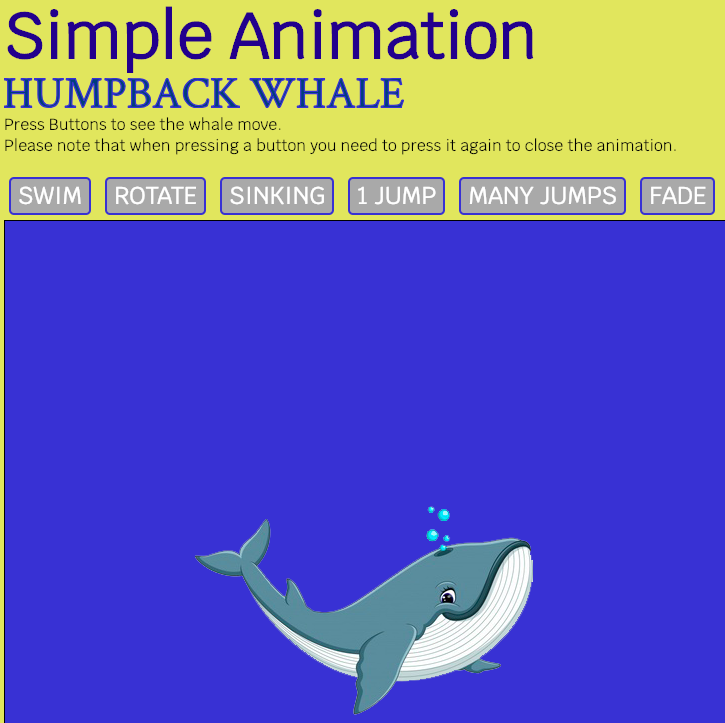 Simple Animation
HUMPBACK WHALE
Press Buttons to see the whale move.
Please note that when pressing a button you need to press it again to close the animation.
SWIM ROTATE SINKING 1 JUMP MANY JUMPS FADE